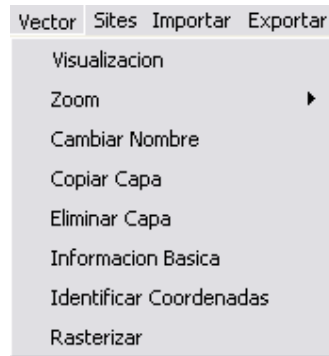 Vector Sites Importar Exportar
Visualizacion
Zoom
Cambiar Nombre
Copiar Capa
Eliminar Capa
Informacion Basica
Identificar Coordenadas
Rasterizar